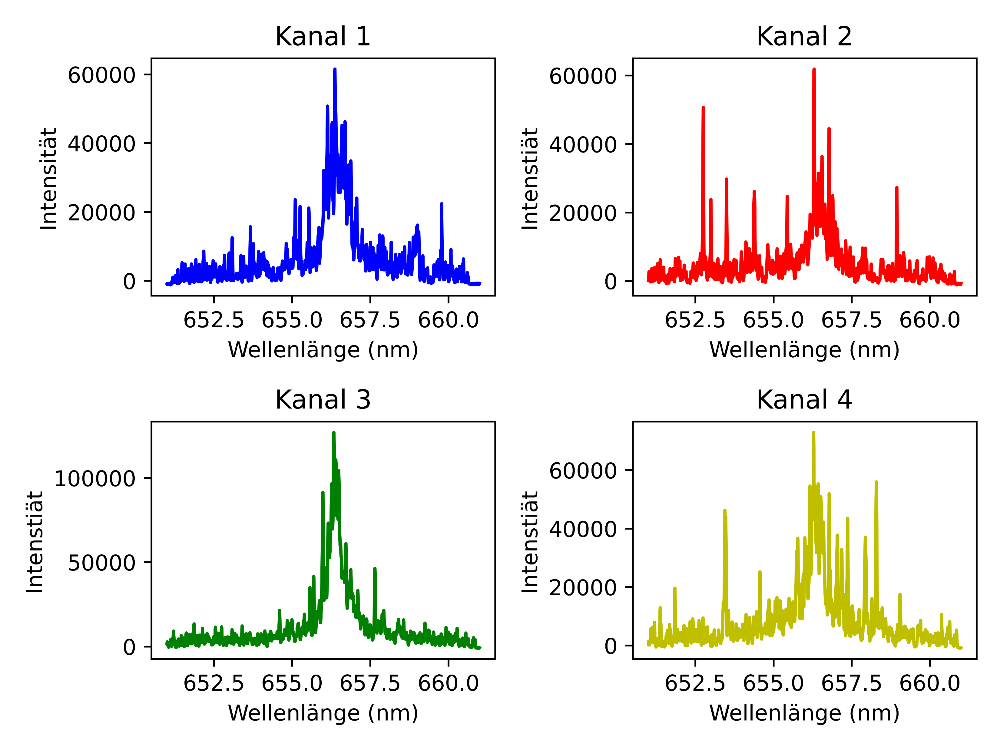 Kanal 1
Intensität
60000
40000
20000
0
652.5 655.0 657.5 660.0
Wellenlänge (nm)
Kanal 2
Intenstiät
60000
40000
20000
0
652.5 655.0 657.5 660.0
Wellenlänge (nm)
Kanal 3
Intenstiät
100000
50000
0
652.5 655.0 657.5 660.0
Wellenlänge (nm)
Kanal 4
Intenstiät
60000
40000
20000
0
652.5 655.0 657.5 660.0
Wellenlänge (nm)